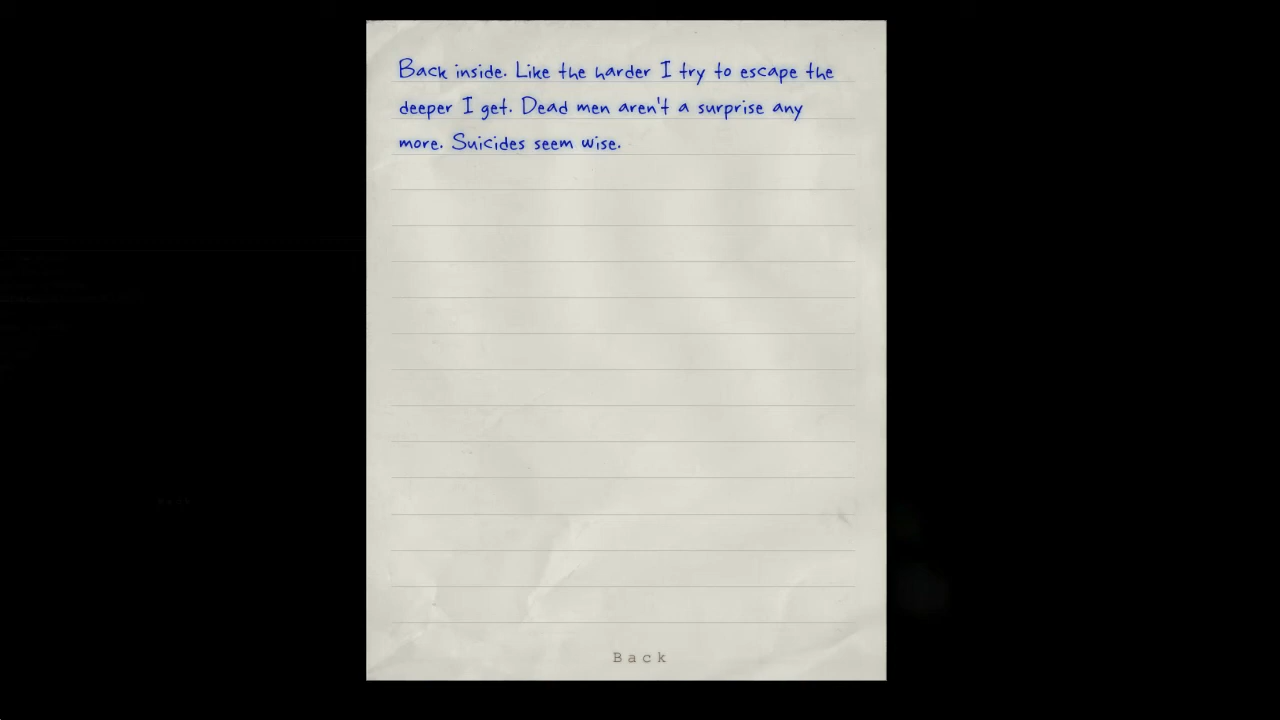 Back inside. Like the harder I try to escape the
deeper I get. Dead men aren't a surprise any
more. Suicides seem wise.
Back